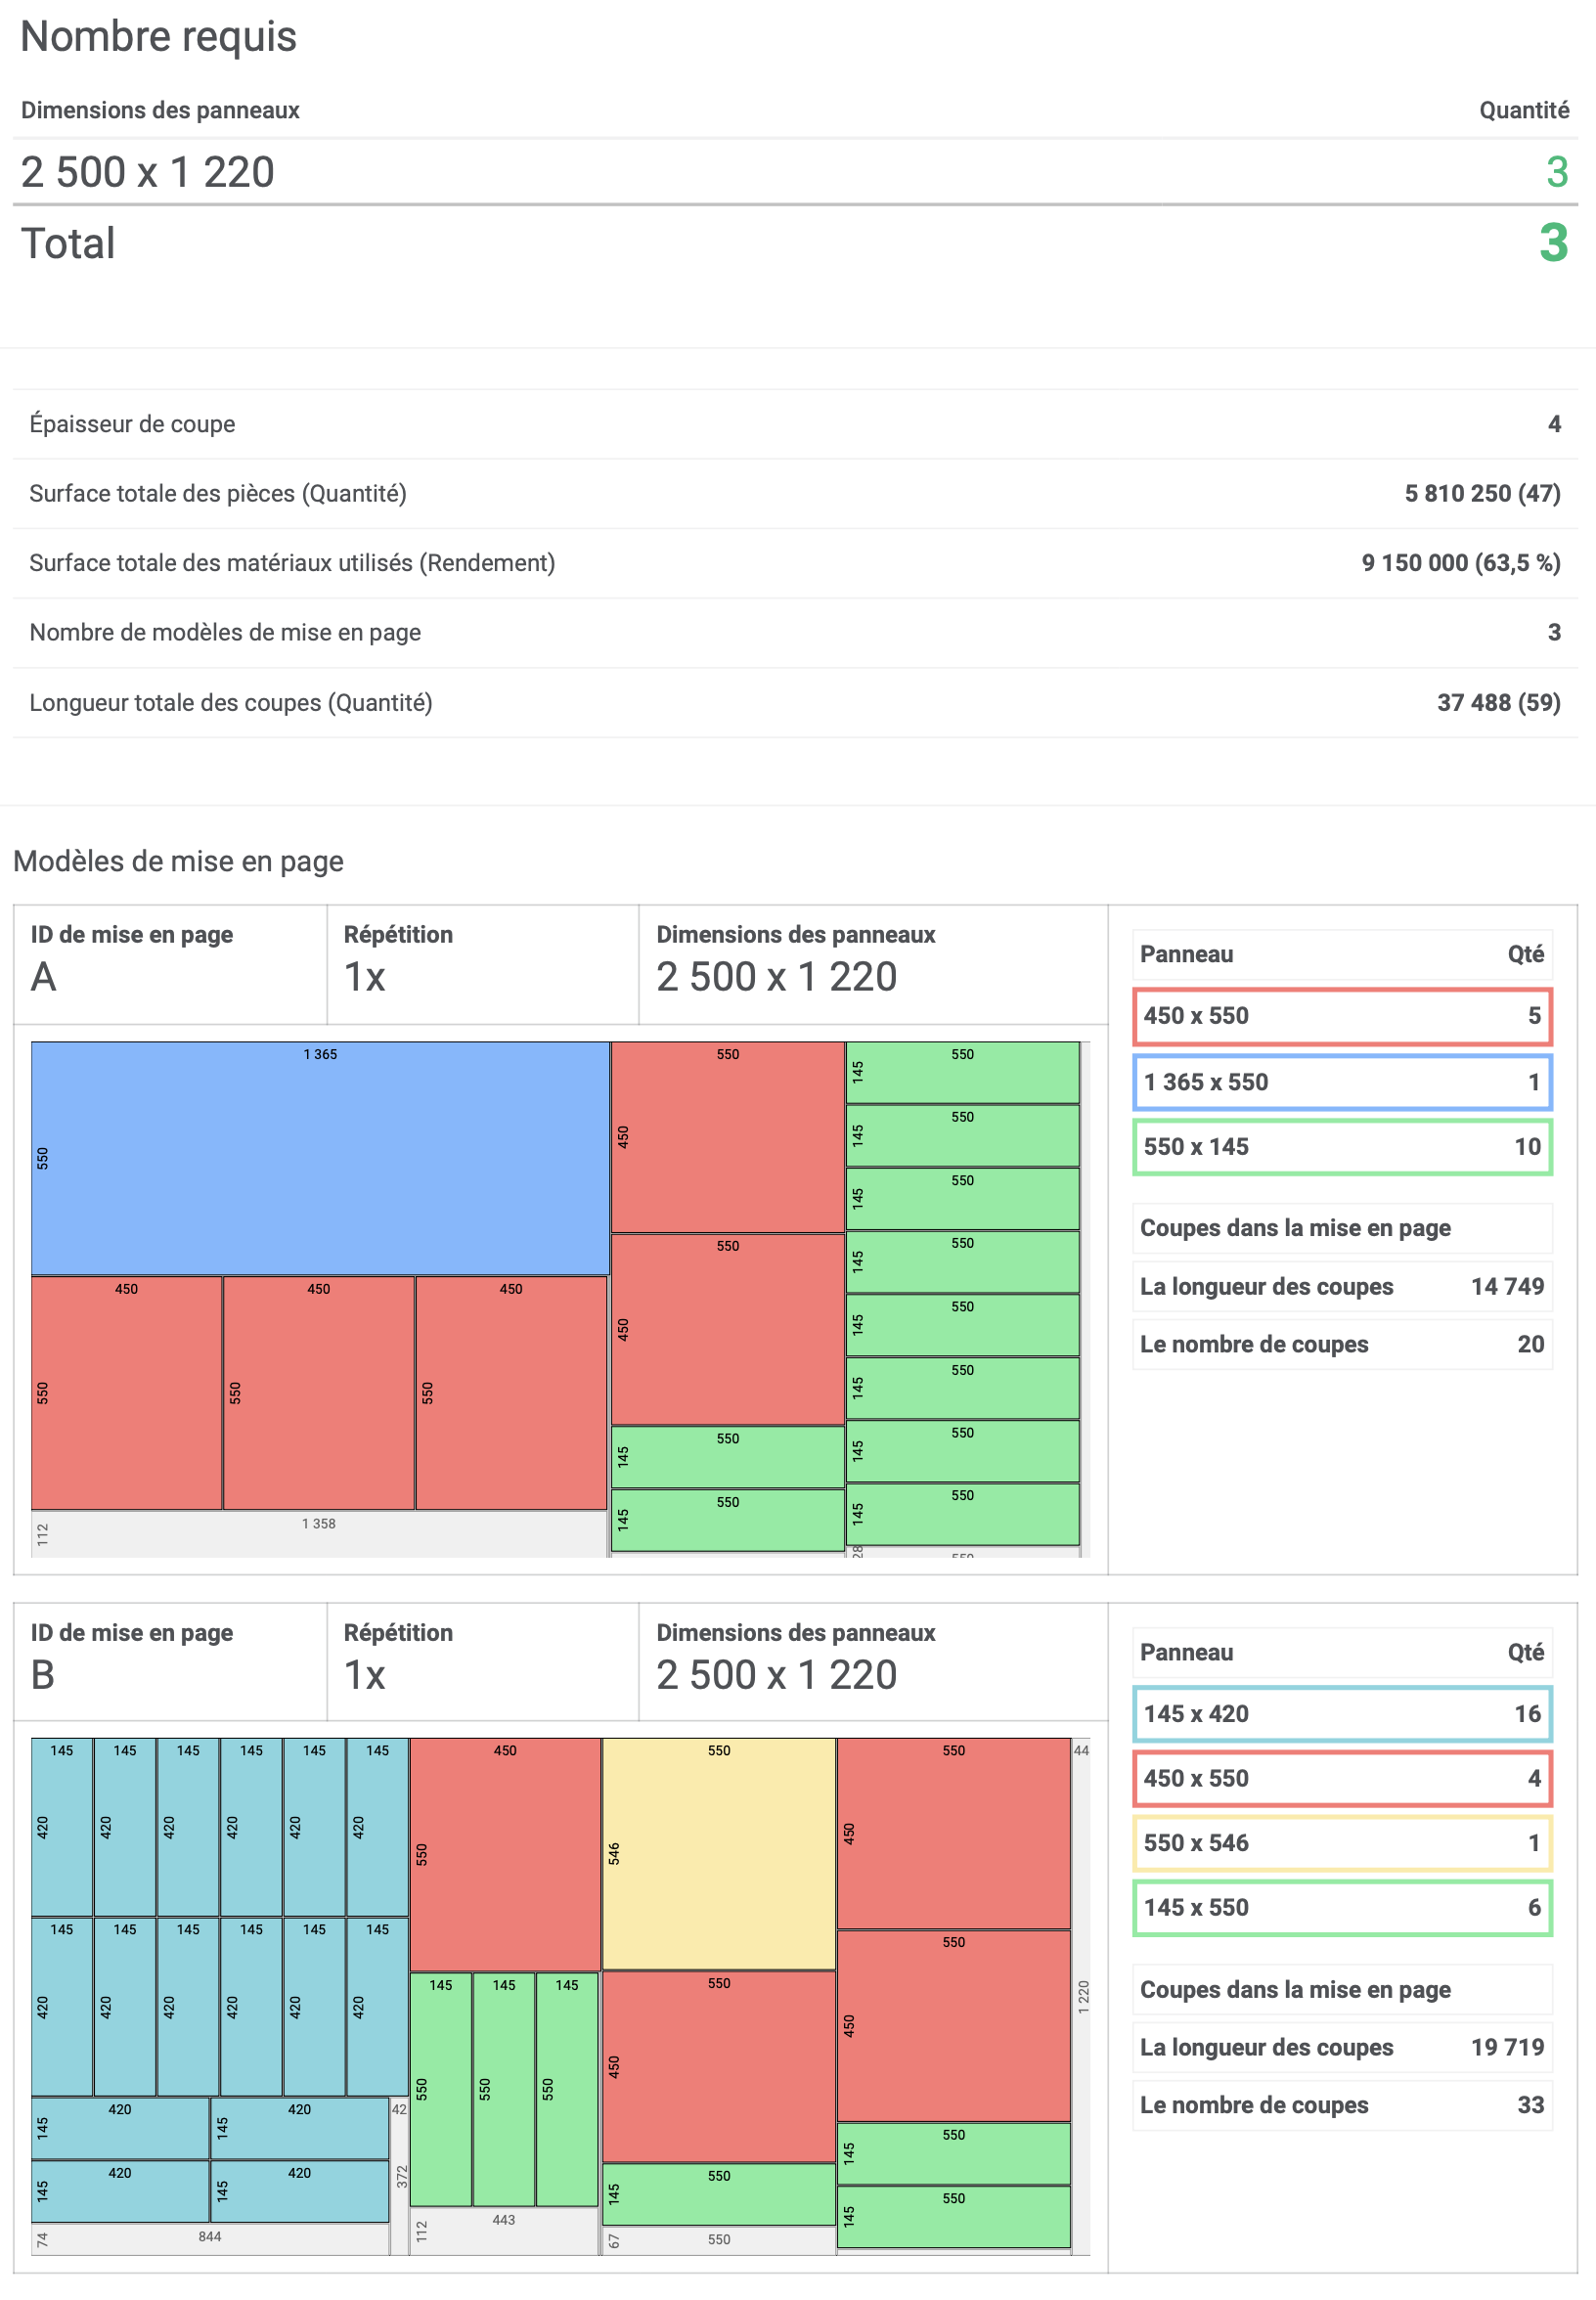 Nombre requis
Dimensions des panneaux Quantité
2 500 x 1 220 3
Total 3
Épaisseur de coupe 4
Surface totale des pièces (Quantité) 5 810 250 (47)
Surface totale des matériaux utilisés (Rendement) 9 150 000 (63,5 %)
Nombre de modèles de mise en page 3
Longueur totale des coupes (Quantité) 37 488 (59)
Modèles de mise en page
ID de mise en page Répétition Dimensions des panneaux
A 1x 2 500 x 1 220
1 365 550 550
550 450 145
550
145
550
145
550 550
450 145
450 450 450 550
550 550 550 145
550
145
550 550
145 145
550 550
145 145
1 358
112 28 550
Panneau Qté
450 x 550 5
1 365 x 550 1
550 x 145 10
Coupes dans la mise en page
La longueur des coupes 14 749
Le nombre de coupes 20
ID de mise en page Répétition Dimensions des panneaux
B 1x 2 500 x 1 220
145 145 145 145 145 145 450 550 550 44
420 420 420 420 420 420 550 546 450
145 145 145 145 145 145 550
420 420 420 420 420 420 450 1 220
145 145 145 550
550 550 550 450
420 420 42 550
145 145 145
420 420 372 550 550
145 145 145 145
74 844 112 443 67 550
Panneau Qté
145 x 420 16
450 x 550 4
550 x 546 1
145 x 550 6
Coupes dans la mise en page
La longueur des coupes 19 719
Le nombre de coupes 33